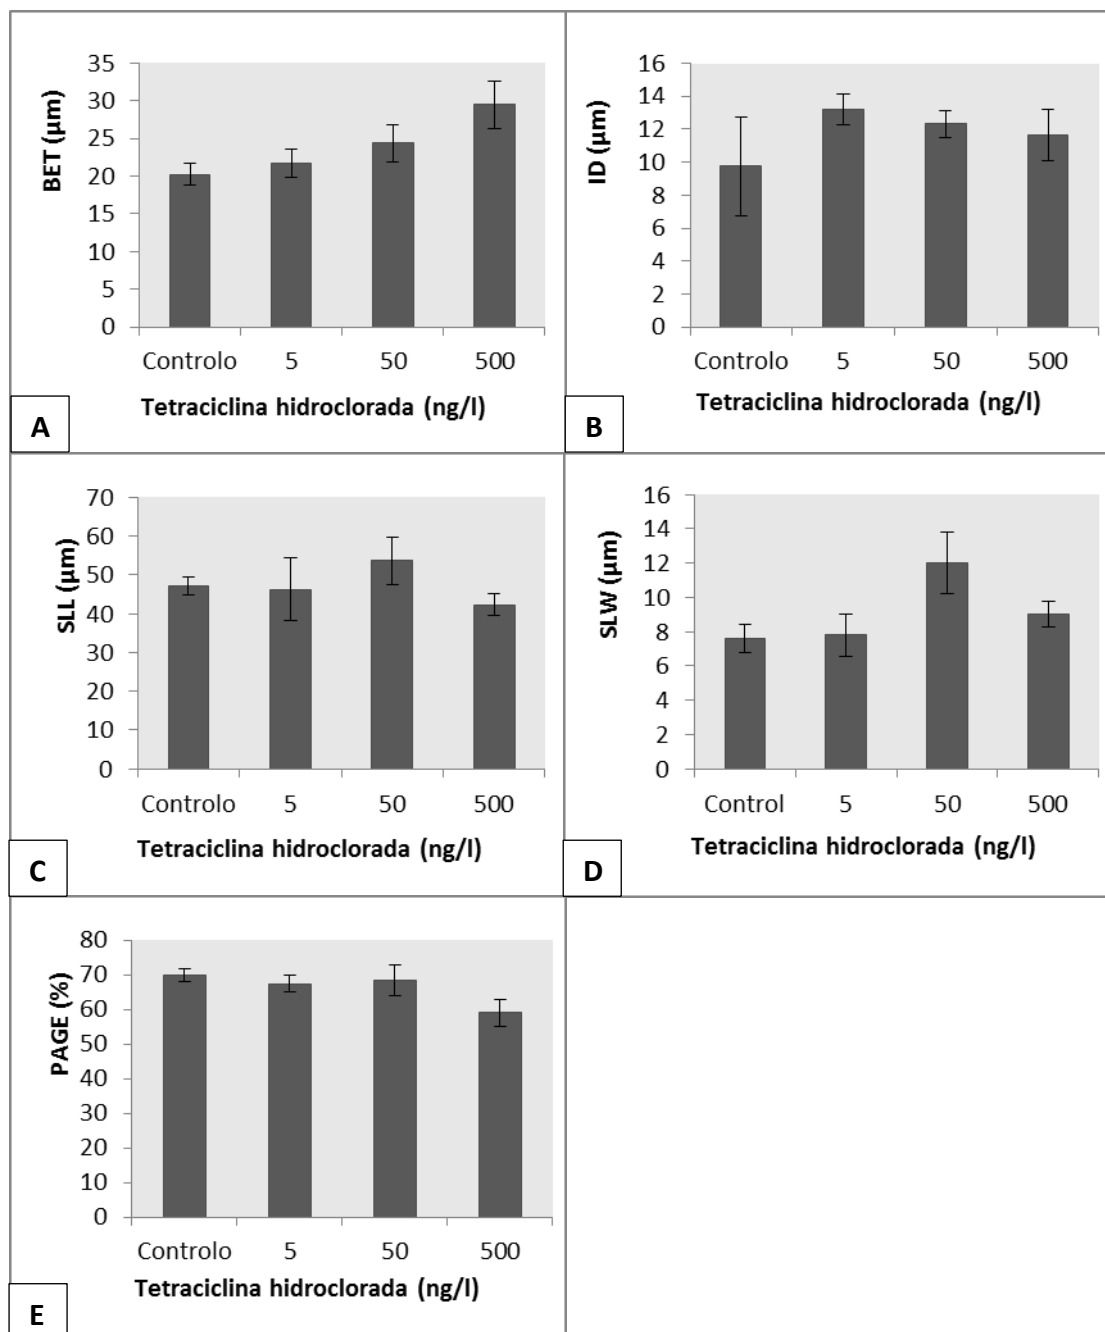 BET (µm)
35
30
25
20
15
10
5
0
Controlo 5 50 500
Tetraciclina hidroclorada (ng/l)
A
ID (µm)
16
14
12
10
8
6
4
2
0
Controlo 5 50 500
Tetraciclina hidroclorada (ng/l)
B
SLL (µm)
70
60
50
40
30
20
10
0
Controlo 5 50 500
Tetraciclina hidroclorada (ng/l)
C
SLW (µm)
16
14
12
10
8
6
4
2
0
Control 5 50 500
Tetraciclina hidroclorada (ng/l)
D
PAGE (%)
80
70
60
50
40
30
20
10
0
Controlo 5 50 500
Tetraciclina hidroclorada (ng/l)
E